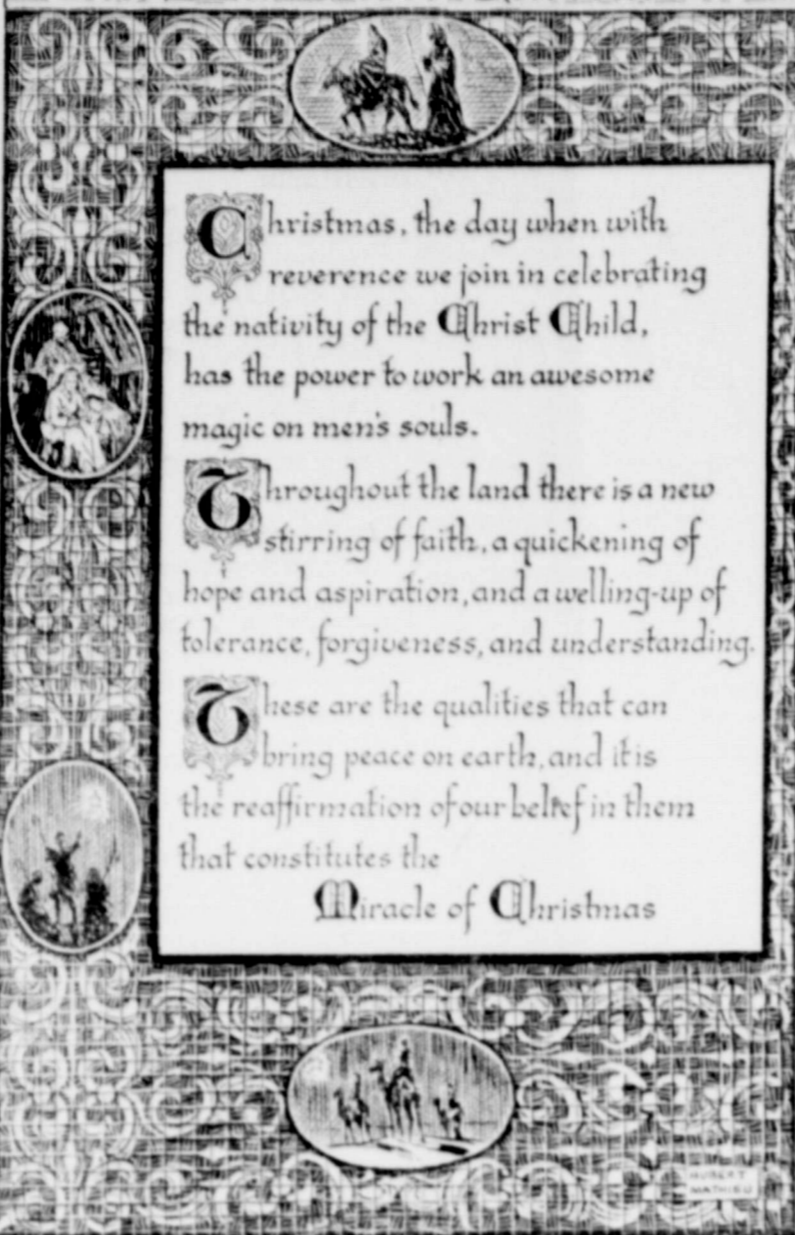 Christmas, the day when with
reverence we join in celebrating
the nativity of the Christ Child,
has the power to work an awesome
magic on men's souls.
Throughout the land there is a new
stirring of faith, a quickening of
hope and aspiration, and a welling-up of
tolerance, forgiveness, and understanding.
These are the qualities that can
bring peace on earth, and it is
the reaffirmation of our belief in them
that constitutes the
Miracle of Christmas
HUBERT
MATHIEU